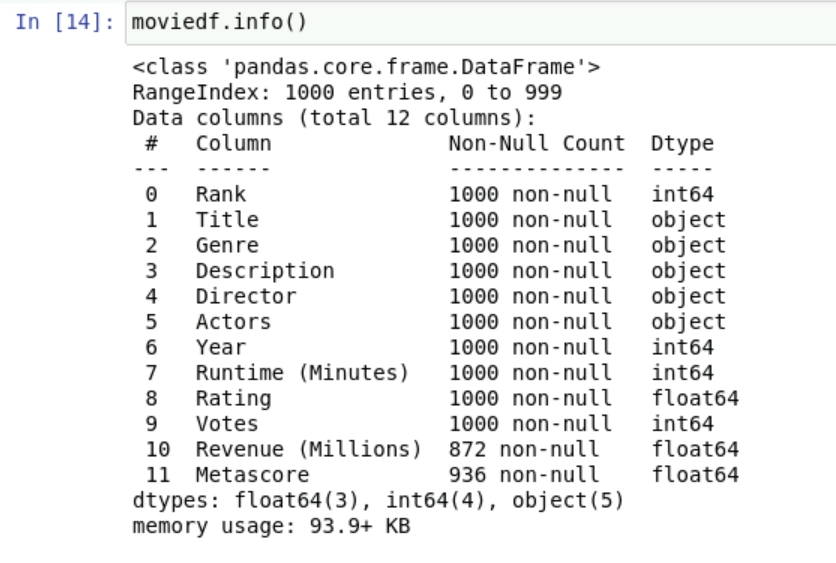 In [14]: moviedf.info()
<class 'pandas.core.frame.DataFrame'>
RangeIndex: 1000 entries, 0 to 999
Data columns (total 12 columns):
 #   Column              Non-Null Count  Dtype
---  ------              --------------  -----
 0   Rank                1000 non-null   int64
 1   Title               1000 non-null   object
 2   Genre               1000 non-null   object
 3   Description         1000 non-null   object
 4   Director            1000 non-null   object
 5   Actors              1000 non-null   object
 6   Year                1000 non-null   int64
 7   Runtime (Minutes)   1000 non-null   int64
 8   Rating              1000 non-null   float64
 9   Votes               1000 non-null   int64
 10  Revenue (Millions)  872 non-null    float64
 11  Metascore           936 non-null    float64
dtypes: float64(3), int64(4), object(5)
memory usage: 93.9+ KB